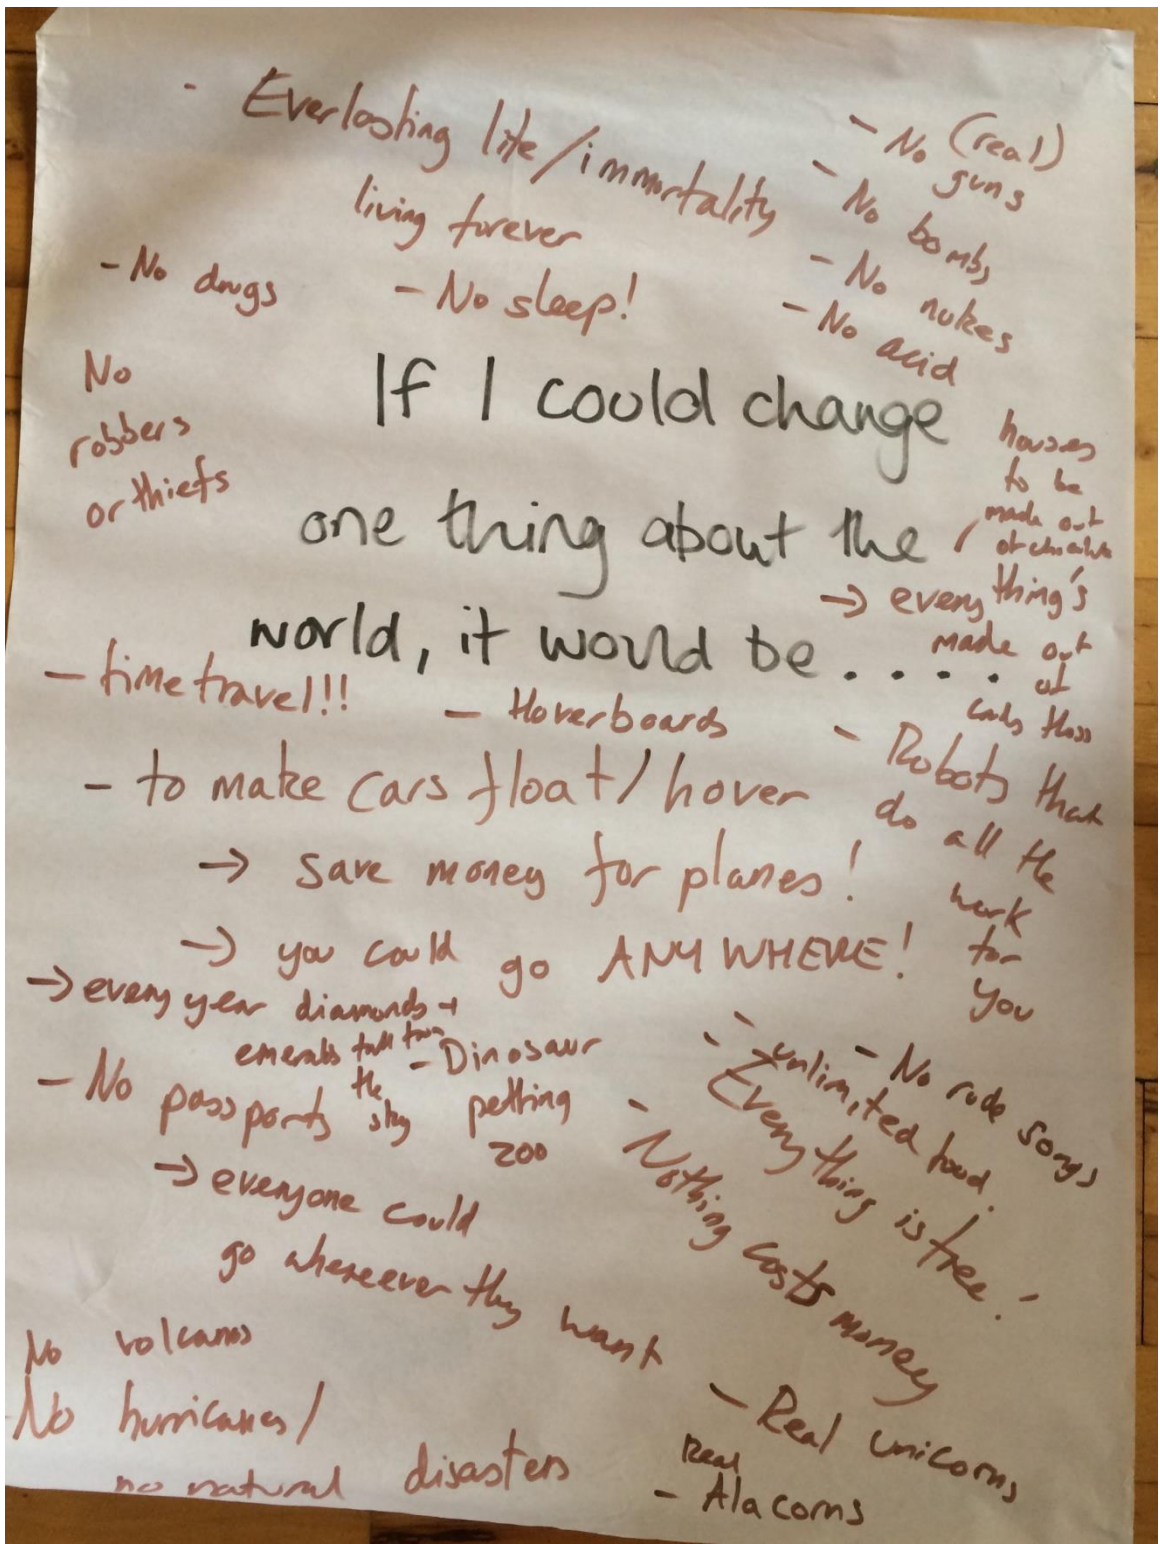 - Everlasting life/immortality
living forever
- No (real)
guns
- No bombs
- No nukes
- No acid
- No drugs
- No sleep!
No
robbers
or thiefs
If I could change
one thing about the
world, it would be.....
houses
to be
made out
of chocolate
→ everything's
made out
of
candy floss
- time travel!!!
- Hoverboards
- Robots that
do all the
work
for
you
- to make cars float/hover
→ save money for planes!
→ you could go ANYWHERE!
→ every year diamonds +
emeralds fall from
the
sky
- Dinosaur
petting
zoo
- No passports
→ everyone could
go whereever they want
- No rude songs
- unlimited food!
- Everything is free!
- Nothing costs money
No volcanos
No hurricanes/
no natural disasters
- Real unicorns
Real
- Alacorns